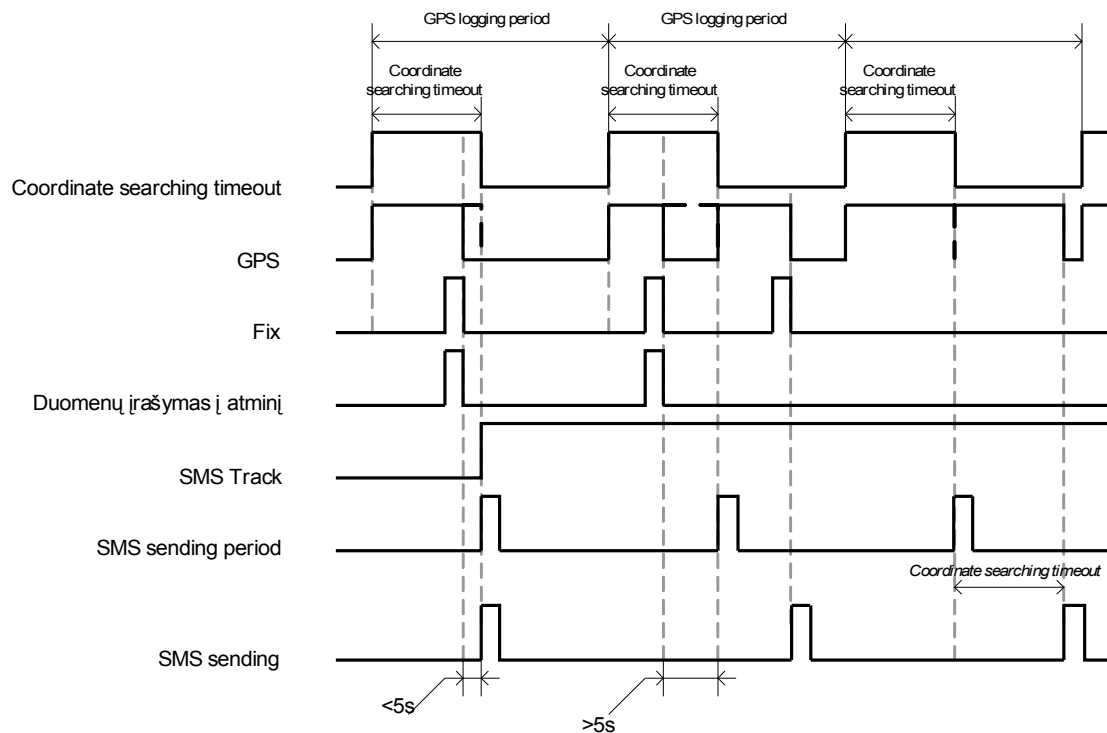 GPS logging period
GPS logging period
Coordinate
searching timeout
Coordinate
searching timeout
Coordinate
searching timeout
Coordinate searching timeout
GPS
Fix
Duomenų įrašymas į atminį
SMS Track
SMS sending period
Coordinate searching timeout
SMS sending
<5s
>5s